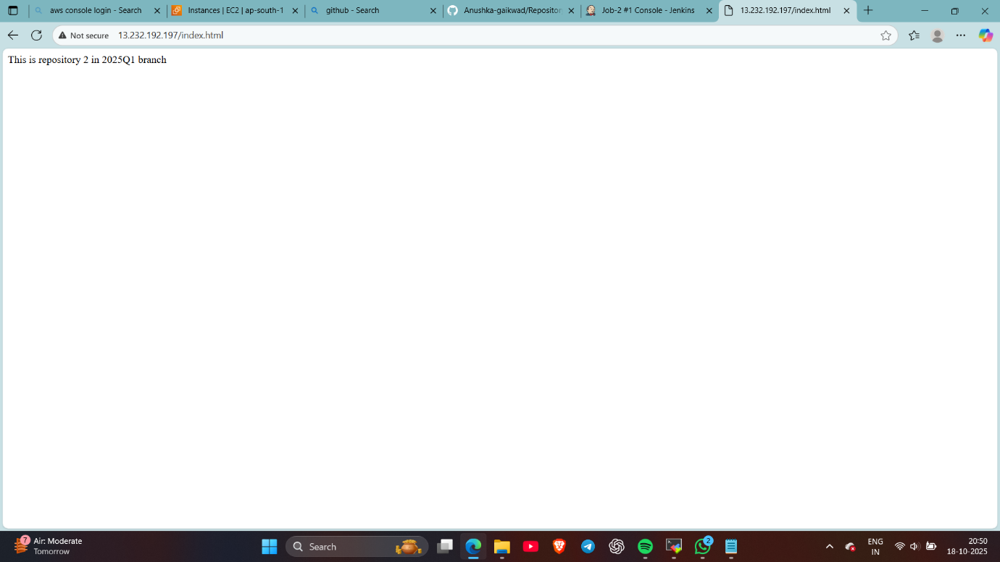 aws console login - Search
Instances | EC2 | ap-south-1
github - Search
Anushka-gaikwad/Repositor
Job-2 #1 Console - Jenkins
13.232.192.197/index.html
Not secure
13.232.192.197/index.html
This is repository 2 in 2025Q1 branch
7
Air: Moderate
Tomorrow
Search
2
ENG
IN
20:50
18-10-2025